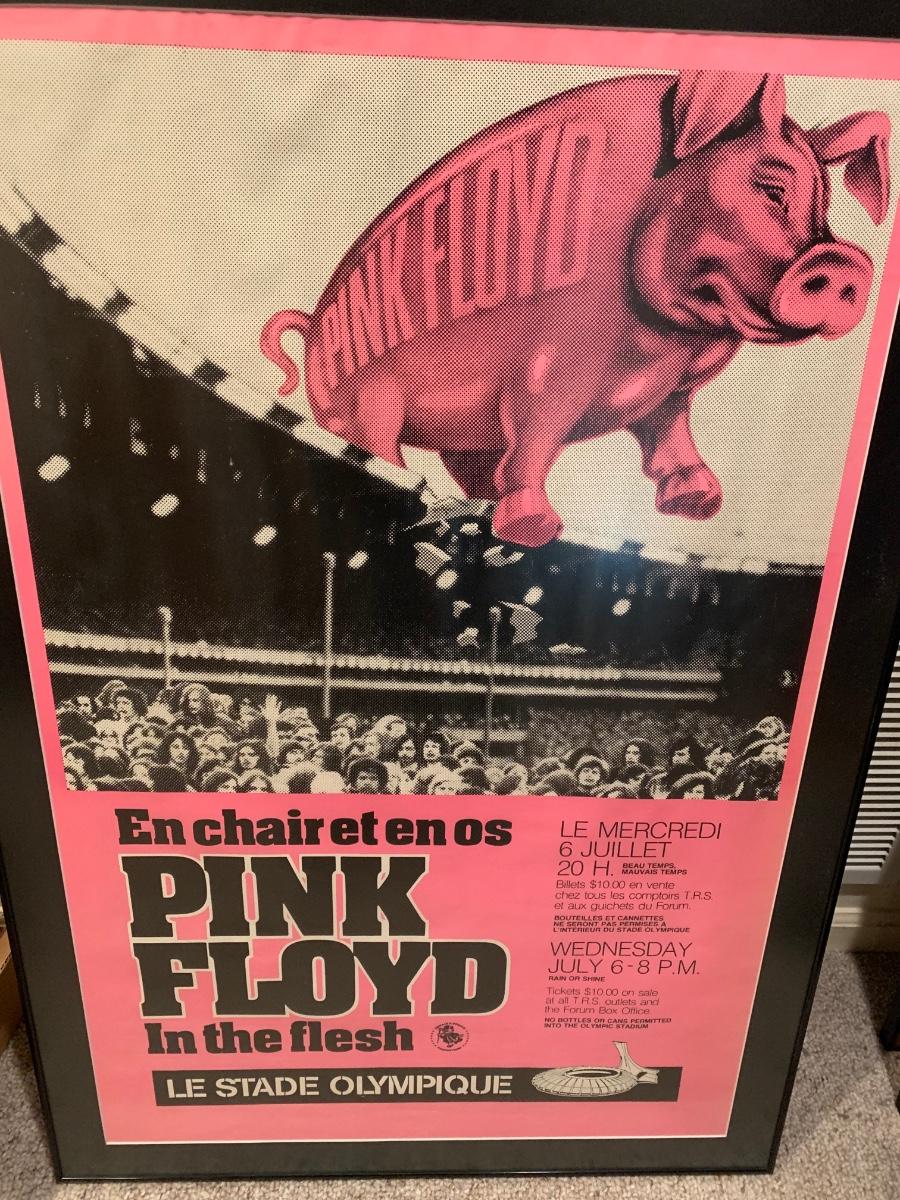 PINK FLOYD
En chair et en os
PINK
FLOYD
In the flesh
LE MERCREDI
6 JUILLET
20 H. BEAU TEMPS,
MAUVAIS TEMPS
Billets $10.00 en vente
chez tous les comptoirs T.R.S.
et aux guichets du Forum.
BOUTEILLES ET CANNETTES
NE SERONT PAS PERMISES À
L'INTÉRIEUR DU STADE OLYMPIQUE
WEDNESDAY
JULY 6-8 P.M.
RAIN OR SHINE
Tickets $10.00 on sale
at all T.R.S. outlets and
the Forum Box Office.
NO BOTTLES OR CANS PERMITTED
INTO THE OLYMPIC STADIUM
LE STADE OLYMPIQUE